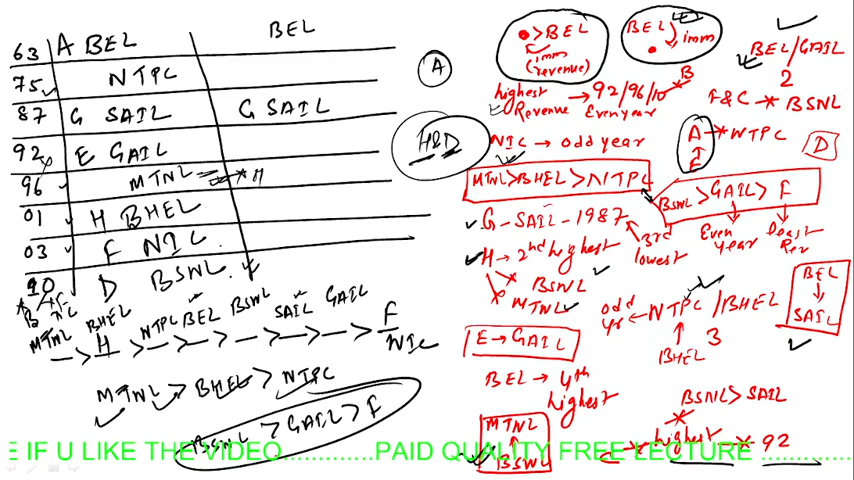 63 A BEL BEL
75 NTPC
87 G SAIL G SAIL
92 E GAIL
96 MTNL H
01 H BHEL
03 F NIC
10 D BSNL
MTNL BHEL NTPC BEL BSNL SAIL GAIL F
H NIC
MTNL > BHEL > NTPC
BSNL > GAIL > F
A
H&D
> BEL
imm
(revenue)
BEL
imm
BEL/GAIL
2
highest
Revenue → 92/96/10 B
Even year
F&C BSNL
NIC → odd year
A NTPC
E
D
MTNL > BHEL > NTPC
BSNL > GAIL > F
Even
year
least
Rev
G - SAIL - 1987
3rd
lowest
H → 2nd highest
BSNL
MTNL
odd
yr
NTPC / BHEL
3
BHEL
BEL
SAIL
E → GAIL
BEL → 4th
highest
BSNL > SAIL
MTNL
BSNL
C highest 92
E IF U LIKE THE VIDEO............PAID QUALITY FREE LECTURE ............